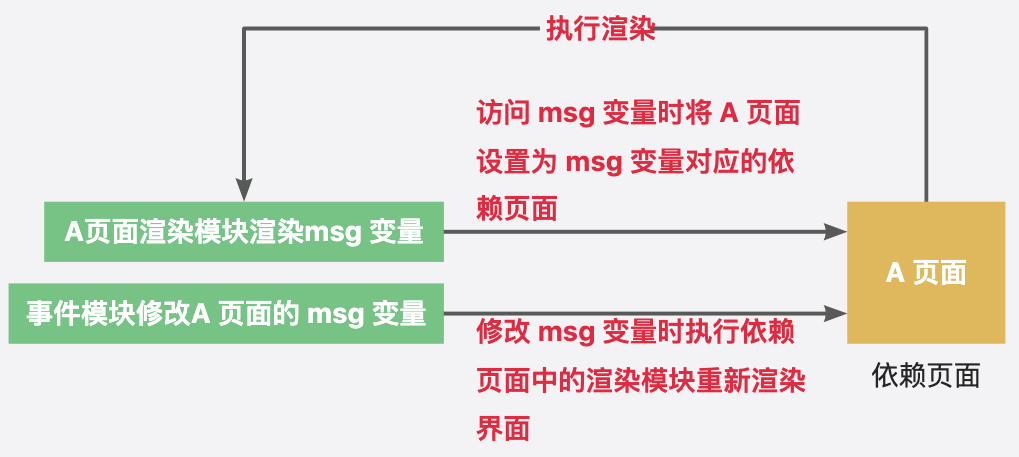 执行渲染
访问 msg 变量时将 A 页面
设置为 msg 变量对应的依
赖页面
A页面渲染模块渲染msg 变量
A 页面
事件模块修改A 页面的 msg 变量
修改 msg 变量时执行依赖
页面中的渲染模块重新渲染
界面
依赖页面